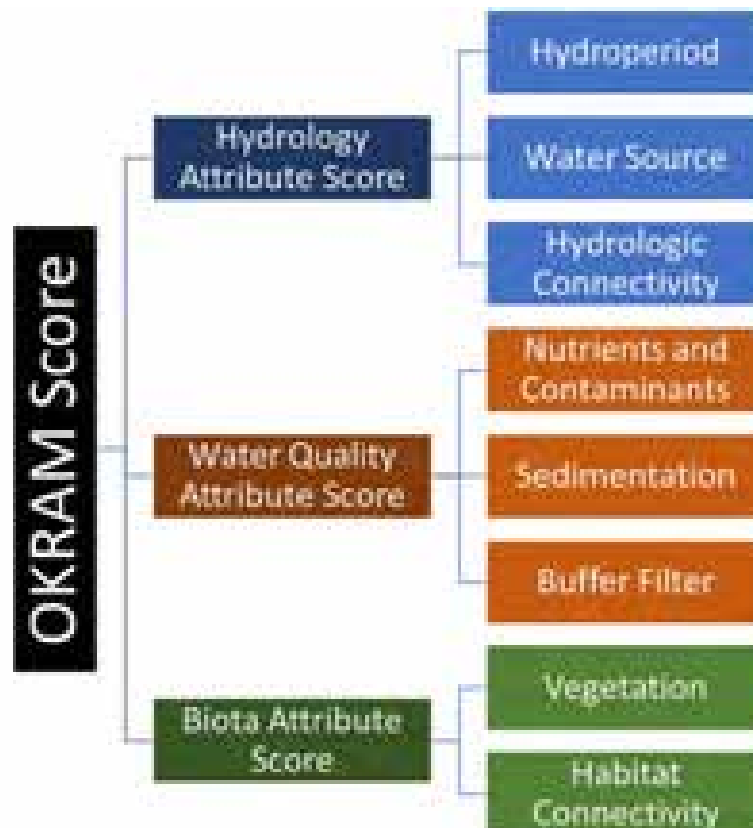 OKRAM Score
Hydrology
Attribute Score
Hydroperiod
Water Source
Hydrologic
Connectivity
Water Quality
Attribute Score
Nutrients and
Contaminants
Sedimentation
Buffer Filter
Biota Attribute
Score
Vegetation
Habitat
Connectivity